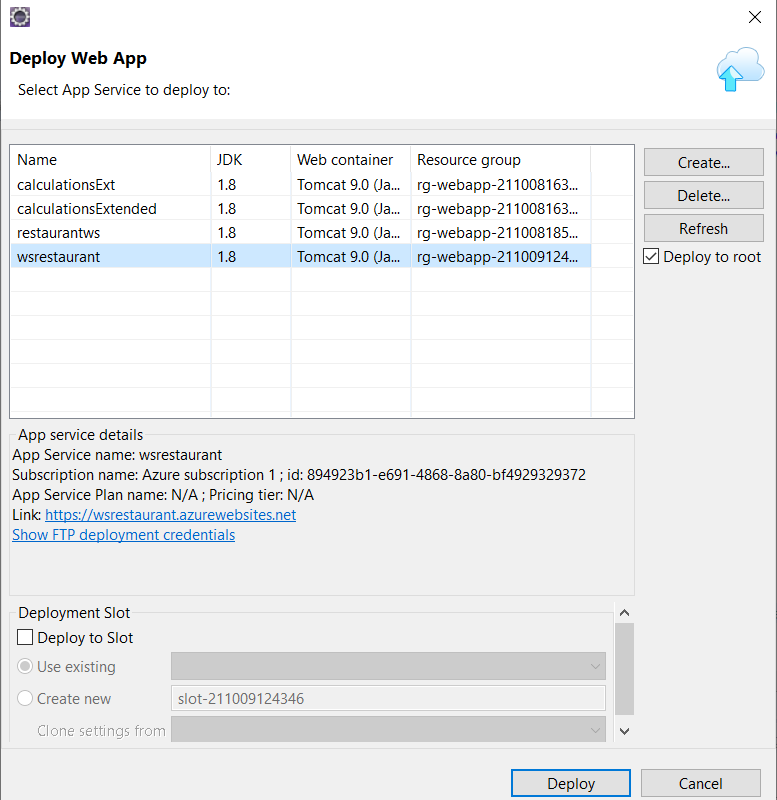 Deploy Web App
Select App Service to deploy to:
Name JDK Web container Resource group
calculationsExt 1.8 Tomcat 9.0 (Ja... rg-webapp-211008163...
calculationsExtended 1.8 Tomcat 9.0 (Ja... rg-webapp-211008163...
restaurantws 1.8 Tomcat 9.0 (Ja... rg-webapp-211008185...
wsrestaurant 1.8 Tomcat 9.0 (Ja... rg-webapp-211009124...
Create...
Delete...
Refresh
Deploy to root
App service details
App Service name: wsrestaurant
Subscription name: Azure subscription 1 ; id: 894923b1-e691-4868-8a80-bf4929329372
App Service Plan name: N/A ; Pricing tier: N/A
Link: https://wsrestaurant.azurewebsites.net
Show FTP deployment credentials
Deployment Slot
Deploy to Slot
Use existing
Create new slot-211009124346
Clone settings from
Deploy Cancel